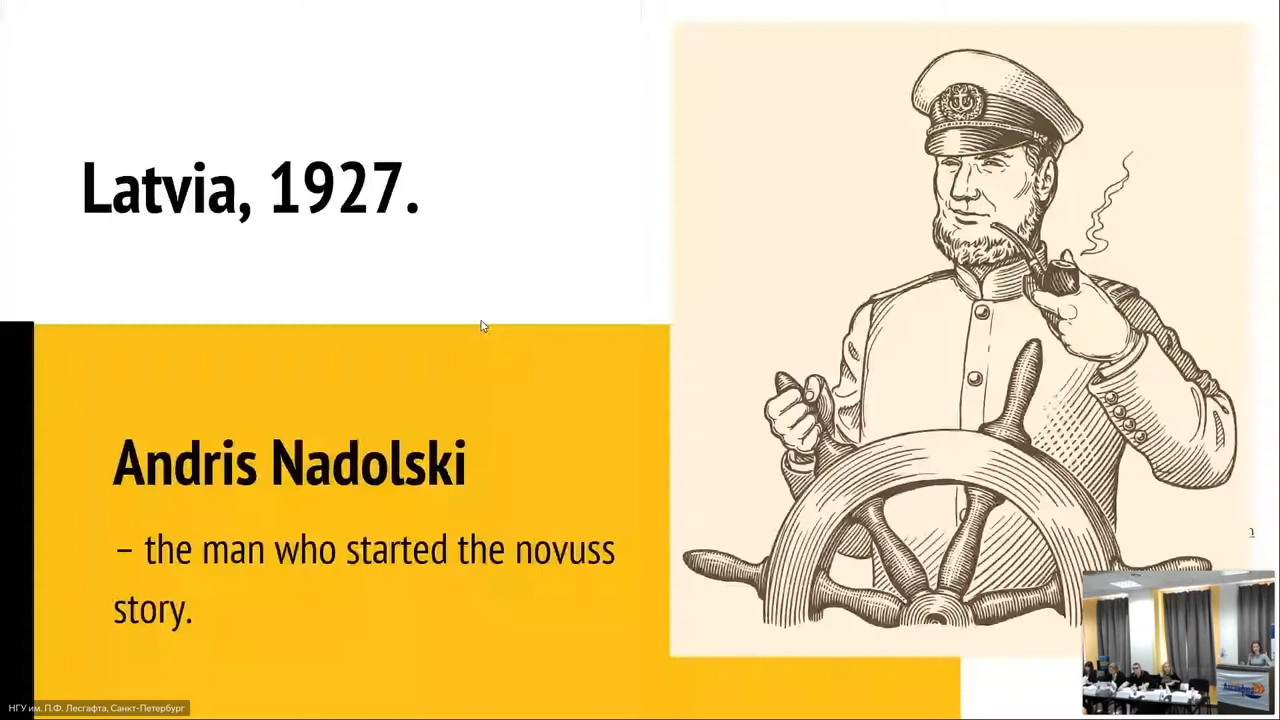 Latvia, 1927.
Andris Nadolski
– the man who started the novuss
story.
НГУ им. П.Ф. Лесгафта, Санкт-Петербург